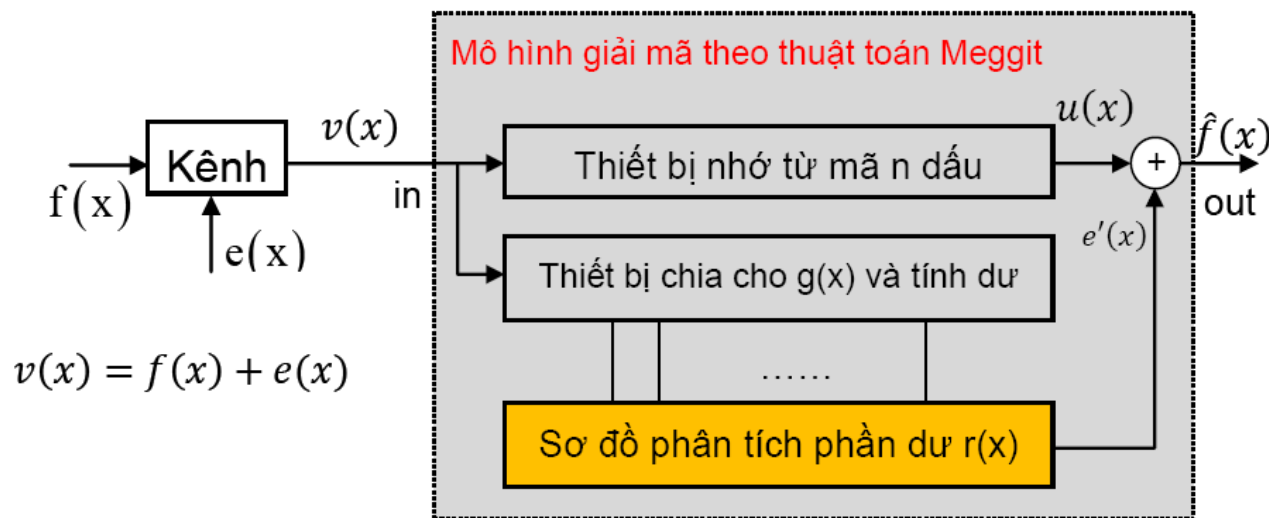 Mô hình giải mã theo thuật toán Meggit
v(x)
Kênh
f(x)
e(x)
in
Thiết bị nhớ từ mã n dấu
u(x)
+
f̂(x)
out
e'(x)
Thiết bị chia cho g(x) và tính dư
v(x) = f(x) + e(x)
......
Sơ đồ phân tích phần dư r(x)